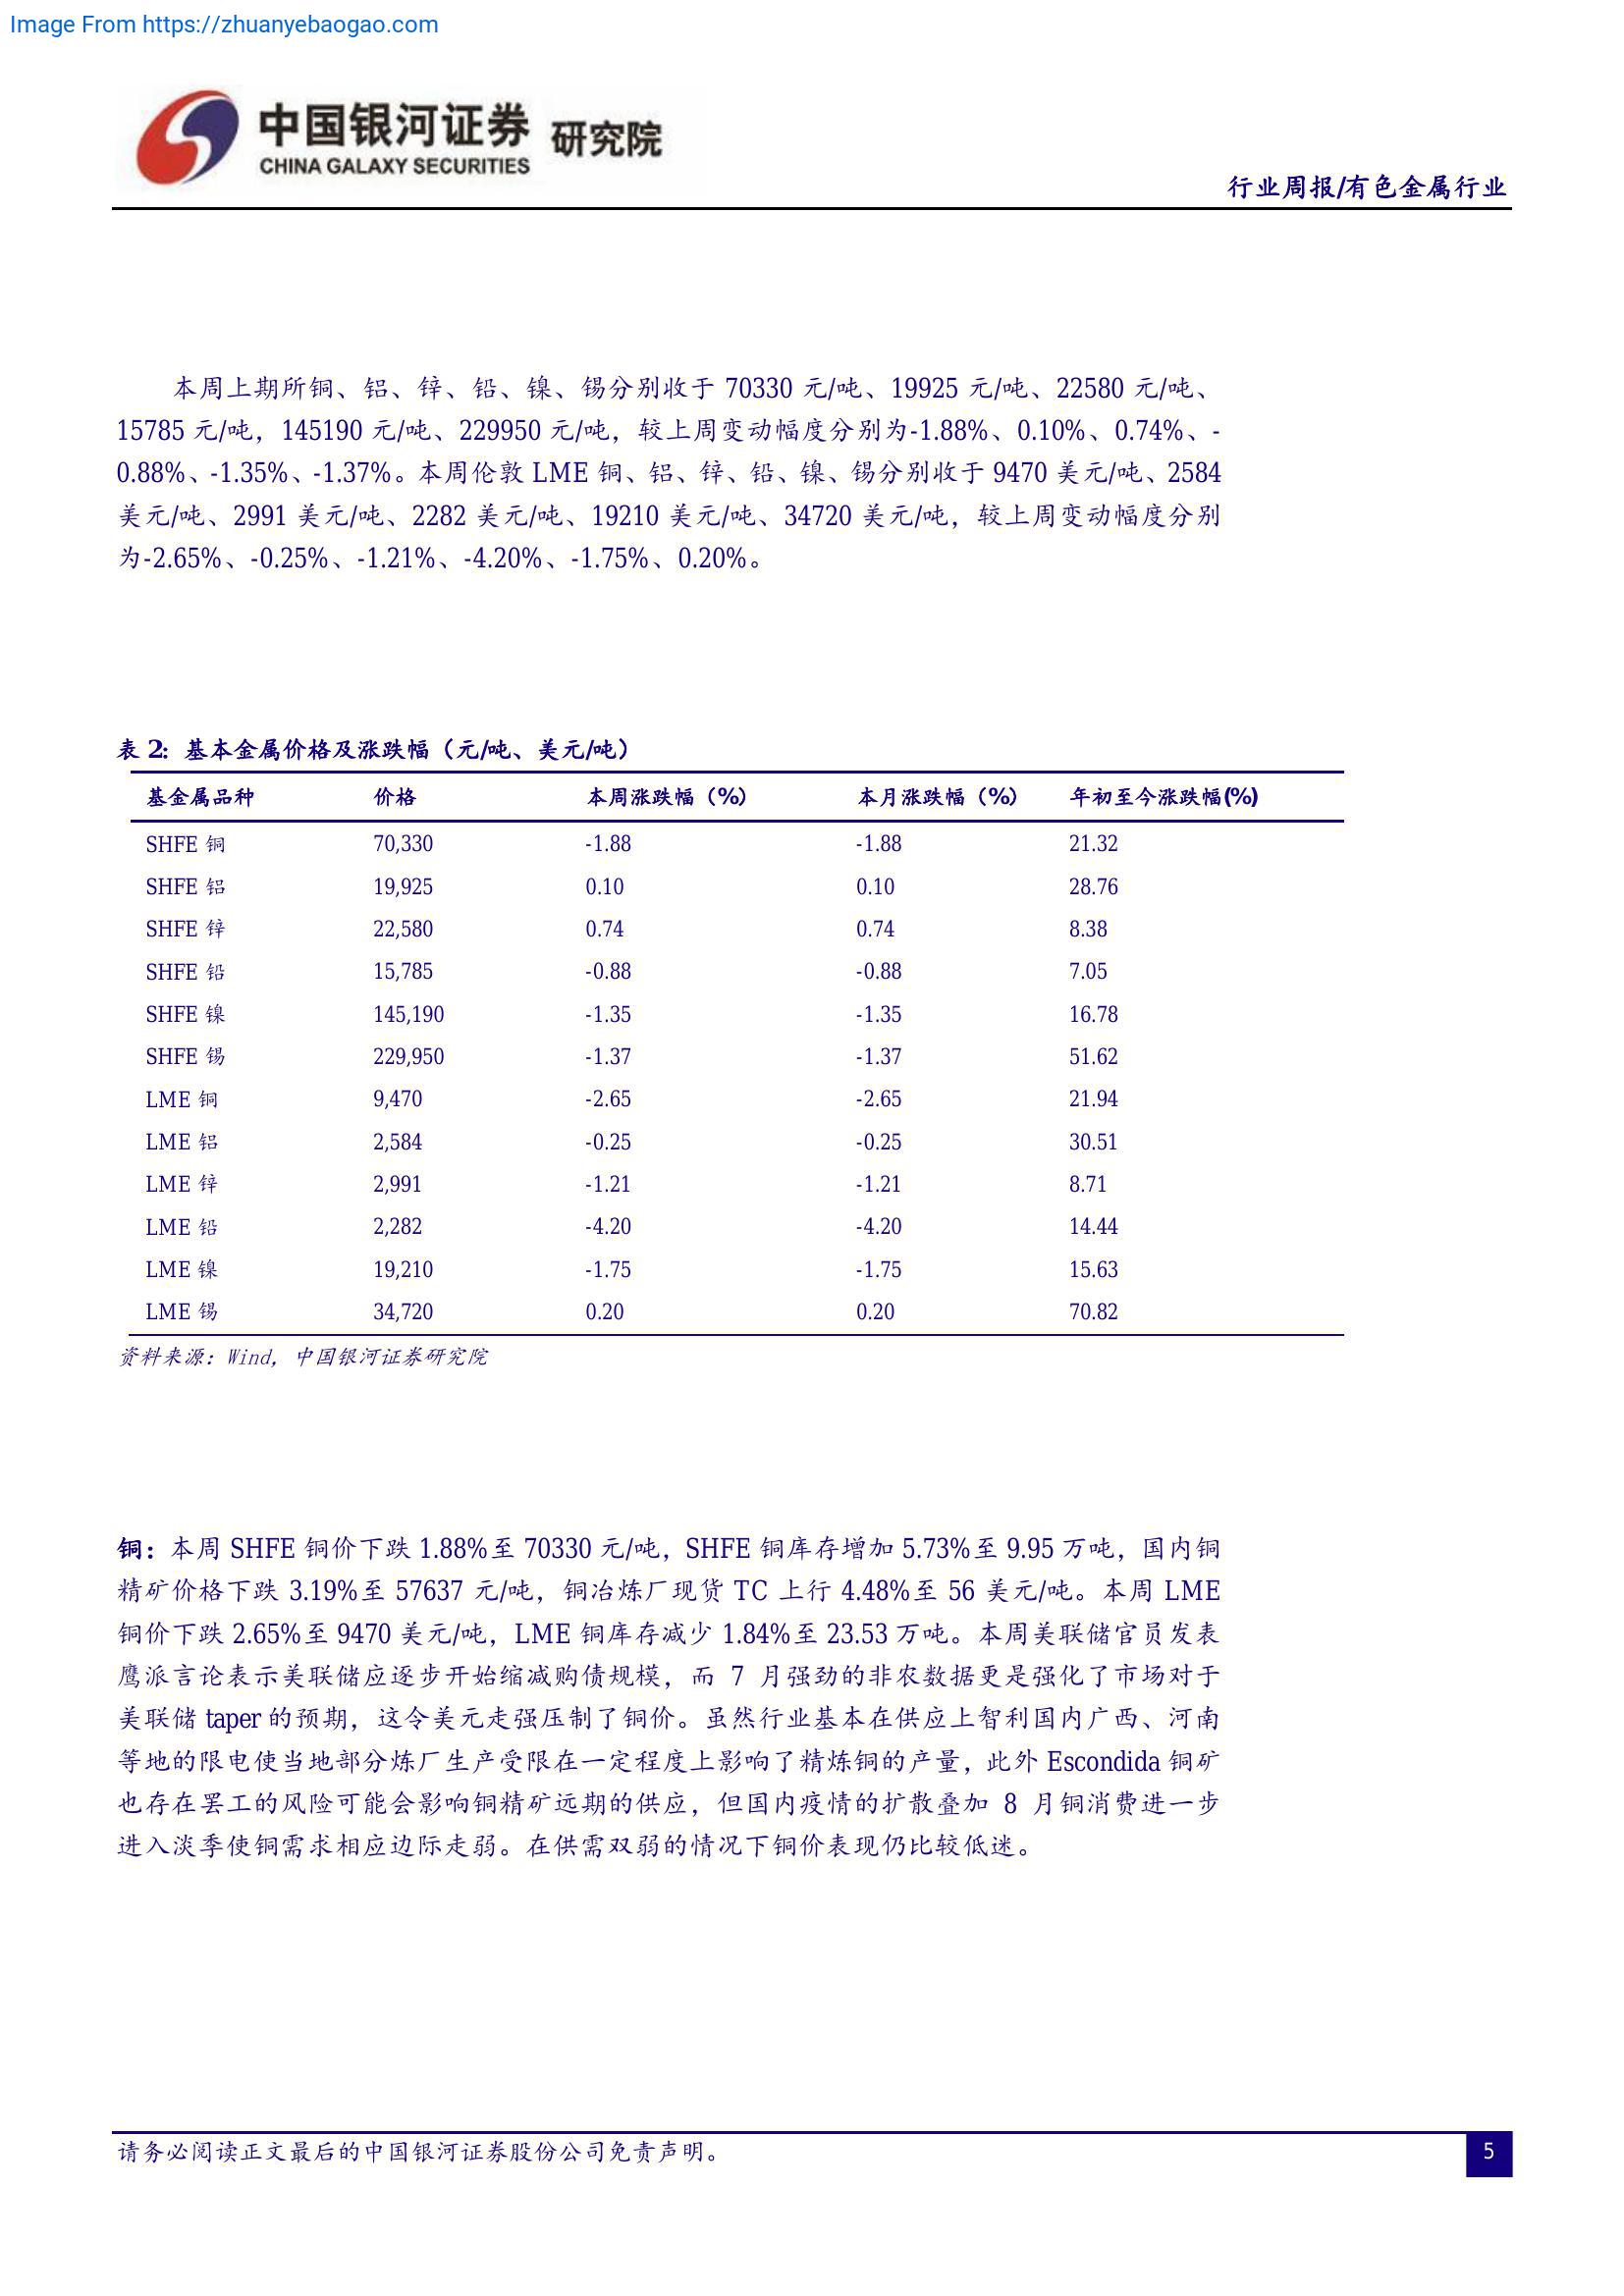 Image From https://zhuanyebaogao.com
中国银河证券 研究院
CHINA GALAXY SECURITIES
行业周报/有色金属行业
本周上期所铜、铝、锌、铅、镍、锡分别收于 70330 元/吨、19925 元/吨、22580 元/吨、
15785 元/吨，145190 元/吨、229950 元/吨，较上周变动幅度分别为-1.88%、0.10%、0.74%、-
0.88%、-1.35%、-1.37%。本周伦敦 LME 铜、铝、锌、铅、镍、锡分别收于 9470 美元/吨、2584
美元/吨、2991 美元/吨、2282 美元/吨、19210 美元/吨、34720 美元/吨，较上周变动幅度分别
为-2.65%、-0.25%、-1.21%、-4.20%、-1.75%、0.20%。
表 2: 基本金属价格及涨跌幅（元/吨、美元/吨）
基金属品种 价格 本周涨跌幅（%） 本月涨跌幅（%） 年初至今涨跌幅(%)
SHFE 铜 70,330 -1.88 -1.88 21.32
SHFE 铝 19,925 0.10 0.10 28.76
SHFE 锌 22,580 0.74 0.74 8.38
SHFE 铅 15,785 -0.88 -0.88 7.05
SHFE 镍 145,190 -1.35 -1.35 16.78
SHFE 锡 229,950 -1.37 -1.37 51.62
LME 铜 9,470 -2.65 -2.65 21.94
LME 铝 2,584 -0.25 -0.25 30.51
LME 锌 2,991 -1.21 -1.21 8.71
LME 铅 2,282 -4.20 -4.20 14.44
LME 镍 19,210 -1.75 -1.75 15.63
LME 锡 34,720 0.20 0.20 70.82
资料来源：Wind, 中国银河证券研究院
铜：本周 SHFE 铜价下跌 1.88%至 70330 元/吨，SHFE 铜库存增加 5.73%至 9.95 万吨，国内铜
精矿价格下跌 3.19%至 57637 元/吨，铜冶炼厂现货 TC 上行 4.48%至 56 美元/吨。本周 LME
铜价下跌 2.65%至 9470 美元/吨，LME 铜库存减少 1.84%至 23.53 万吨。本周美联储官员发表
鹰派言论表示美联储应逐步开始缩减购债规模，而 7 月强劲的非农数据更是强化了市场对于
美联储 taper 的预期，这令美元走强压制了铜价。虽然行业基本在供应上智利国内广西、河南
等地的限电使当地部分炼厂生产受限在一定程度上影响了精炼铜的产量，此外 Escondida 铜矿
也存在罢工的风险可能会影响铜精矿远期的供应，但国内疫情的扩散叠加 8 月铜消费进一步
进入淡季使铜需求相应边际走弱。在供需双弱的情况下铜价表现仍比较低迷。
请务必阅读正文最后的中国银河证券股份公司免责声明。
5